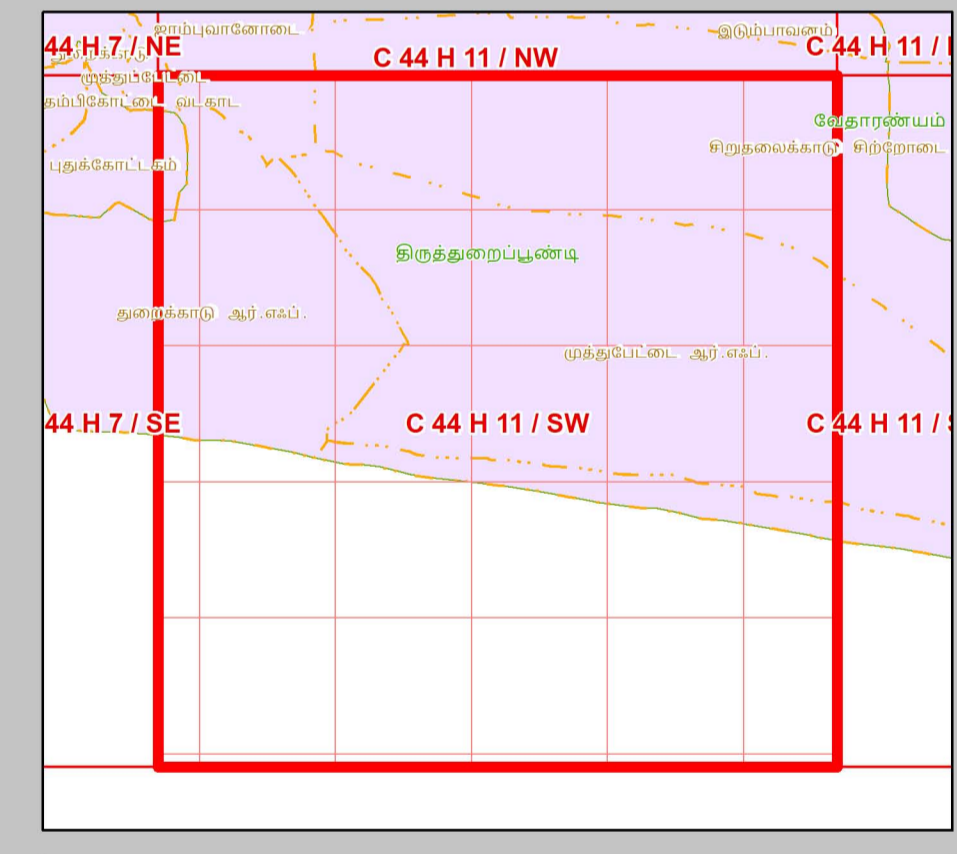 ஜாம்புவானோடை
இடும்பாவனம்
44 H 7 / NE
C 44 H 11 / NW
C 44 H 11 /
முத்துப்பேட்டை
தம்பிகோட்டை வடகாட
வேதாரண்யம்
சிறுதலைக்காடு சிற்றோடை
புதுக்கோட்டகம்
திருத்துறைப்பூண்டி
துறைக்காடு ஆர்.எஃப்.
முத்துபேட்டை ஆர்.எஃப்.
44 H 7 / SE
C 44 H 11 / SW
C 44 H 11 / S